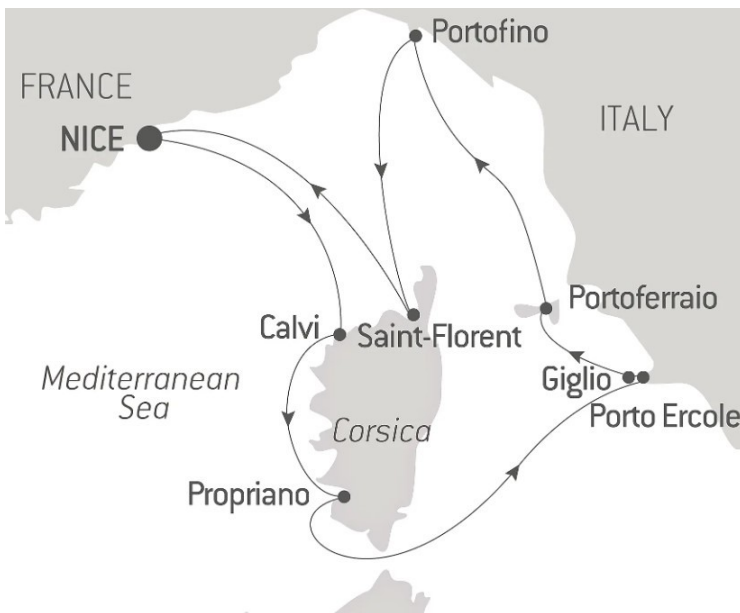 Portofino
FRANCE
ITALY
NICE
Portoferraio
Calvi
Saint-Florent
Mediterranean
Sea
Giglio
Porto Ercole
Corsica
Propriano